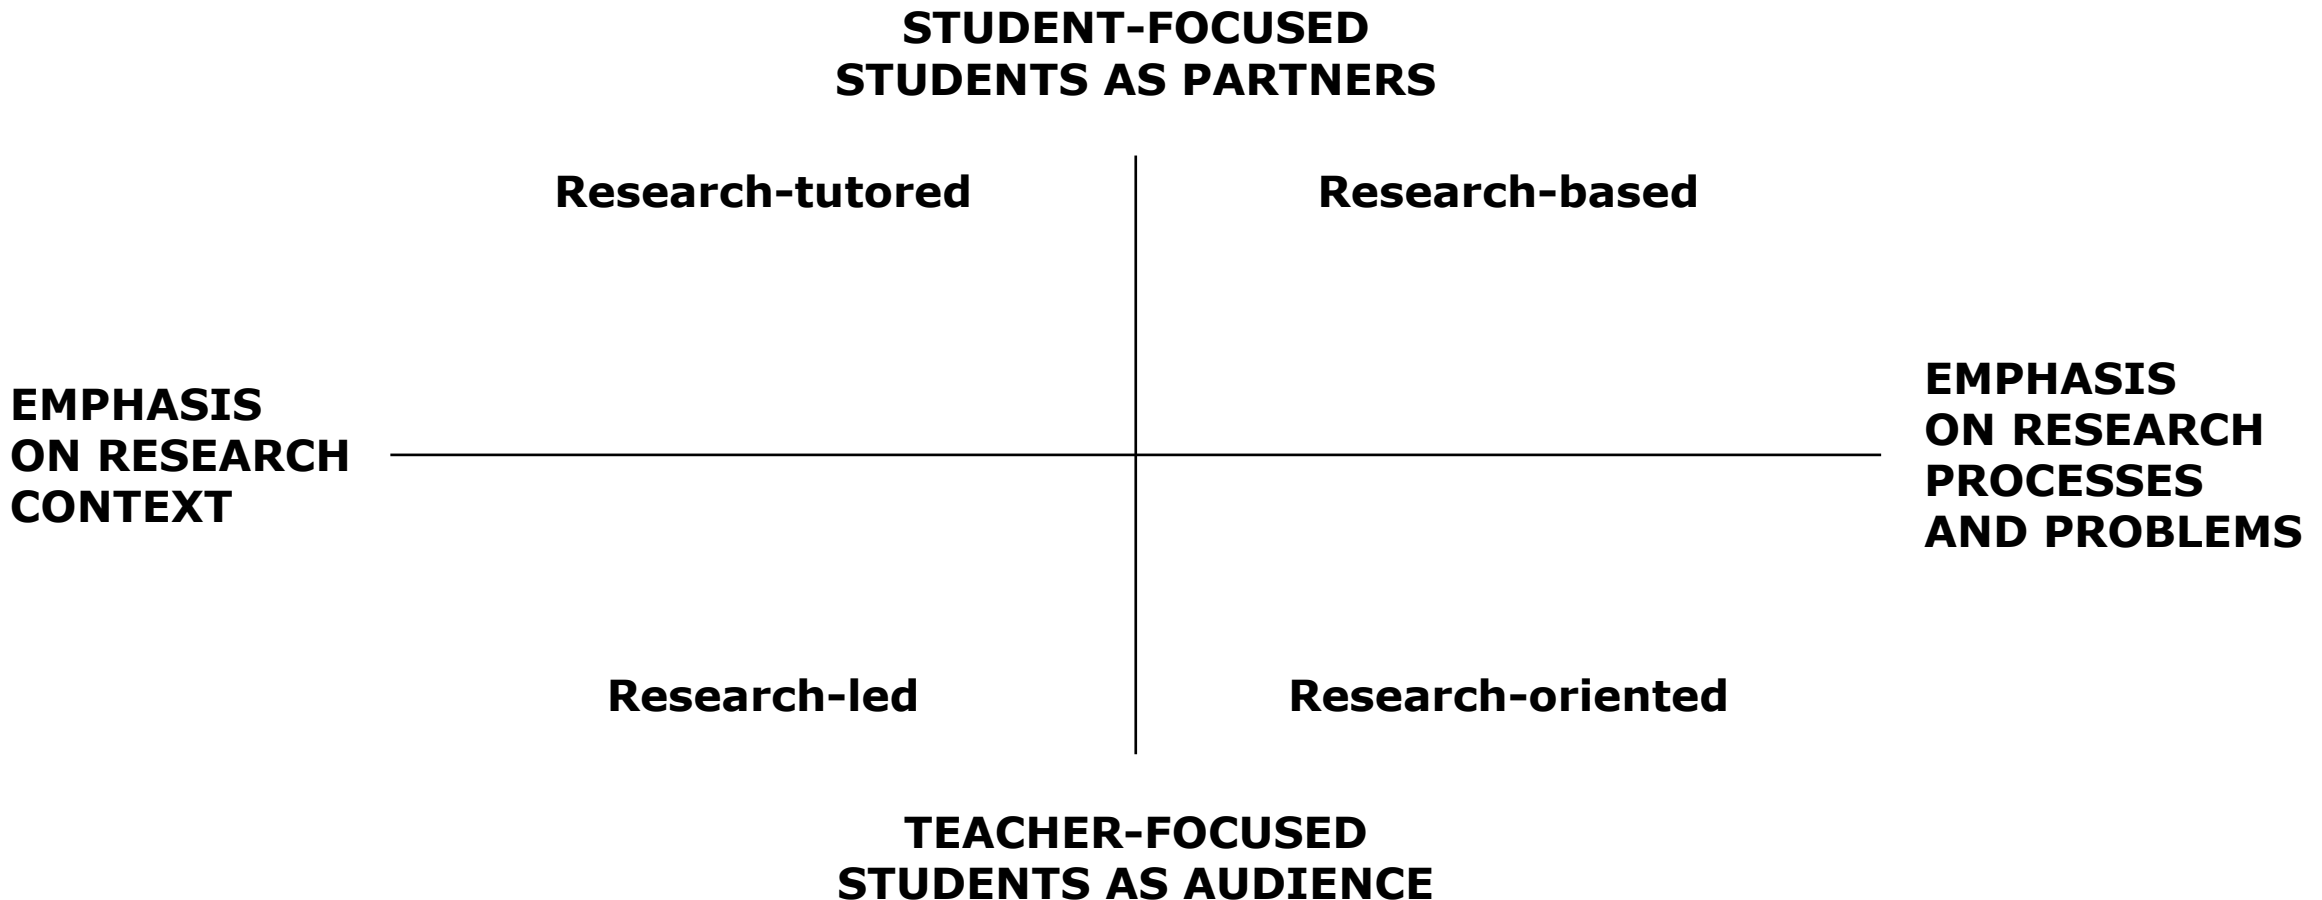 STUDENT-FOCUSED
STUDENTS AS PARTNERS
Research-tutored
Research-based
EMPHASIS
ON RESEARCH
CONTEXT
EMPHASIS
ON RESEARCH
PROCESSES
AND PROBLEMS
Research-led
Research-oriented
TEACHER-FOCUSED
STUDENTS AS AUDIENCE